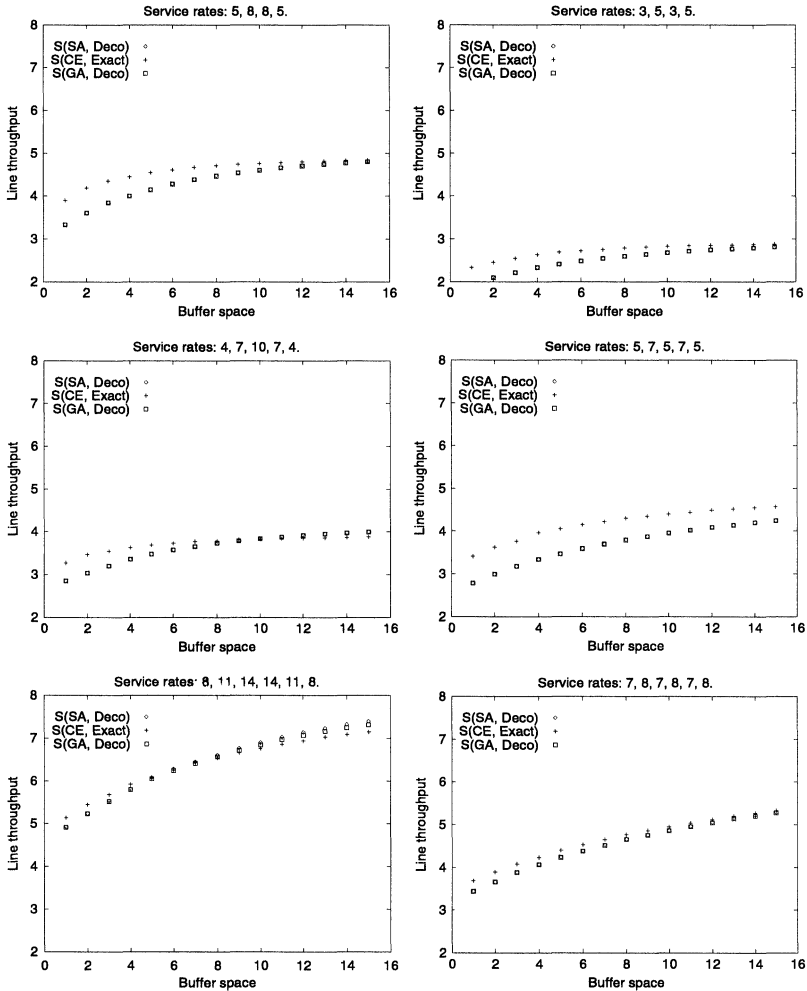 Service rates: 5, 8, 8, 5.
8
7
6
5
4
3
2
Line throughput
S(SA, Deco)
S(CE, Exact)
S(GA, Deco)
0 2 4 6 8 10 12 14 16
Buffer space
Service rates: 3, 5, 3, 5.
8
7
6
5
4
3
2
Line throughput
S(SA, Deco)
S(CE, Exact)
S(GA, Deco)
0 2 4 6 8 10 12 14 16
Buffer space
Service rates: 4, 7, 10, 7, 4.
8
7
6
5
4
3
2
Line throughput
S(SA, Deco)
S(CE, Exact)
S(GA, Deco)
0 2 4 6 8 10 12 14 16
Buffer space
Service rates: 5, 7, 5, 7, 5.
8
7
6
5
4
3
2
Line throughput
S(SA, Deco)
S(CE, Exact)
S(GA, Deco)
0 2 4 6 8 10 12 14 16
Buffer space
Service rates: 8, 11, 14, 14, 11, 8.
8
7
6
5
4
3
2
Line throughput
S(SA, Deco)
S(CE, Exact)
S(GA, Deco)
0 2 4 6 8 10 12 14 16
Buffer space
Service rates: 7, 8, 7, 8, 7, 8.
8
7
6
5
4
3
2
Line throughput
S(SA, Deco)
S(CE, Exact)
S(GA, Deco)
0 2 4 6 8 10 12 14 16
Buffer space